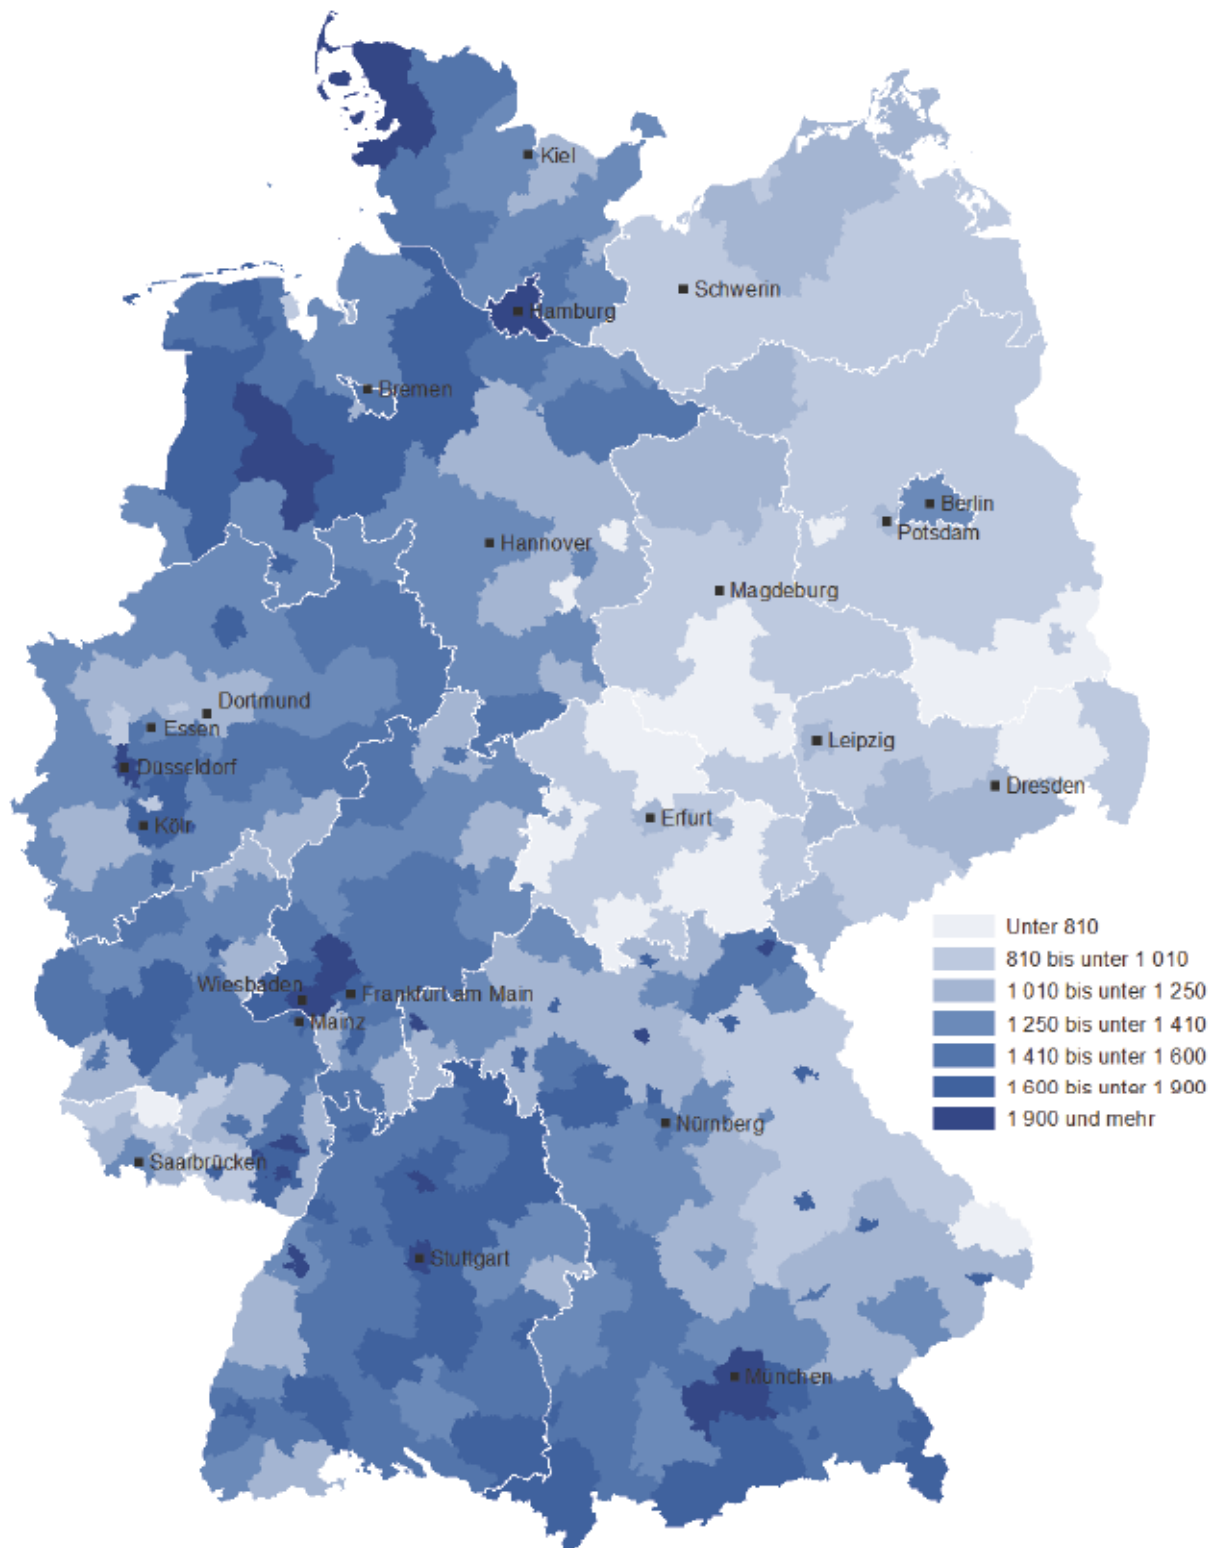 Kiel
Schwerin
Hamburg
Bremen
Berlin
Potsdam
Hannover
Magdeburg
Dortmund
Essen
Leipzig
Düsseldorf
Dresden
Köln
Erfurt
Unter 810
810 bis unter 1 010
Wiesbaden
Frankfurt am Main
1 010 bis unter 1 250
Mainz
1 250 bis unter 1 410
1 410 bis unter 1 600
1 600 bis unter 1 900
1 900 und mehr
Nürnberg
Saarbrücken
Stuttgart
München